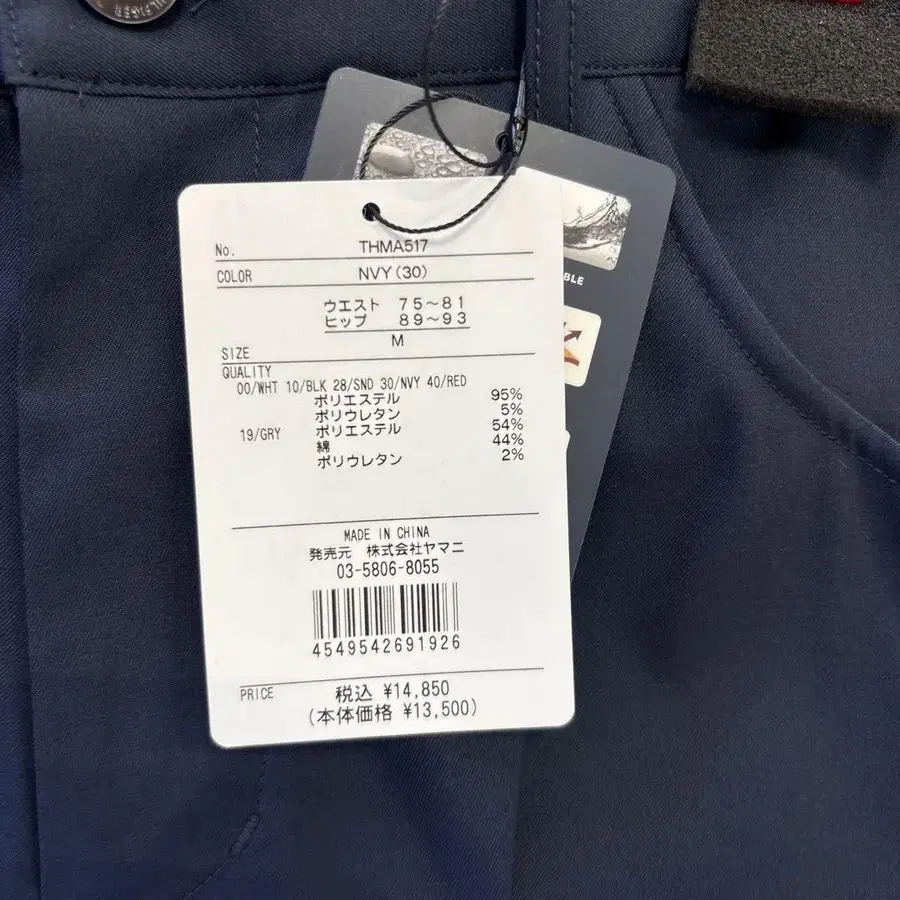 HILFIGER
No. THMA517
COLOR NVY(30)
ウエスト 75～81
ヒップ 89～93
M
SIZE
QUALITY
00/WHT 10/BLK 28/SND 30/NVY 40/RED
ポリエステル 95%
ポリウレタン 5%
19/GRY ポリエステル 54%
綿 44%
ポリウレタン 2%
MADE IN CHINA
発売元 株式会社ヤマニ
03-5806-8055
4549542691926
PRICE 税込 ¥14,850
(本体価格 ¥13,500)